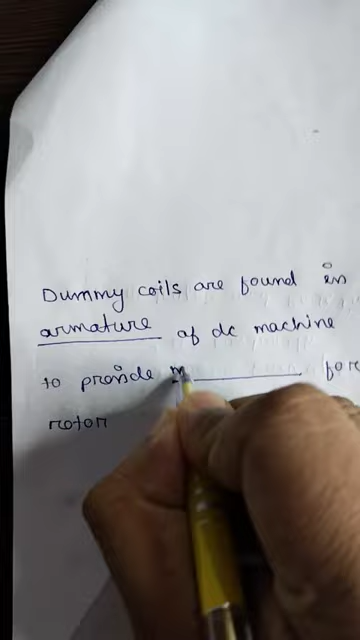 Dummy coils are found in
armature of dc machine
to provide m for
rotor